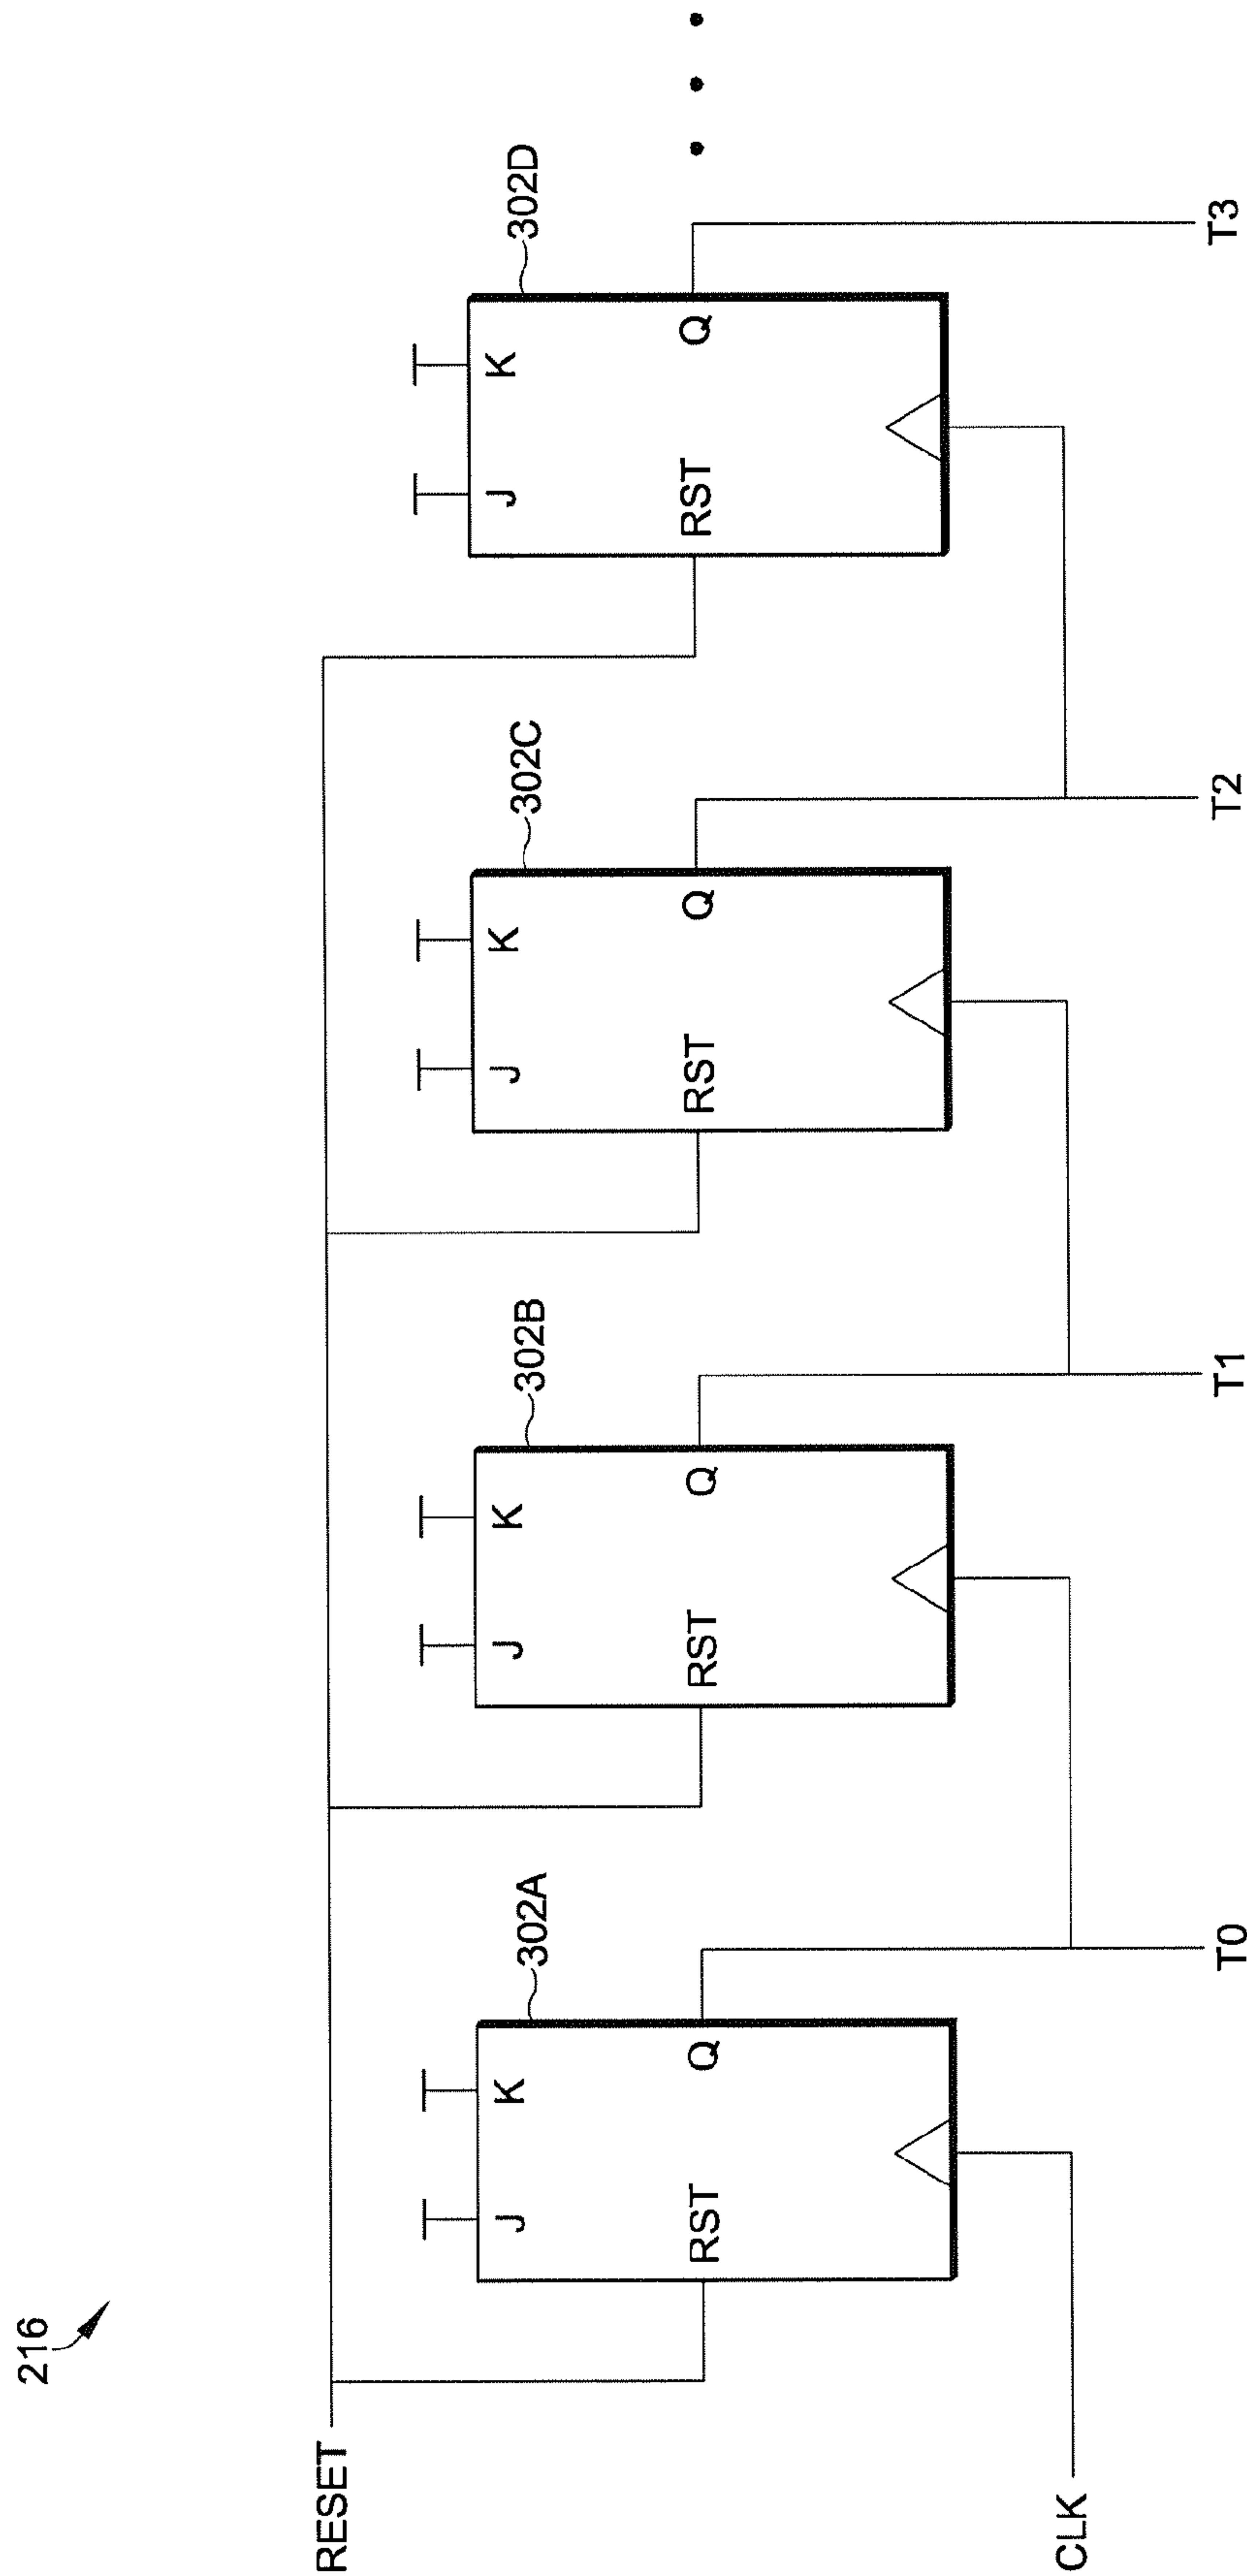 216
RESET
CLK
302A
J
K
RST
Q
T0
302B
J
K
RST
Q
T1
302C
J
K
RST
Q
T2
302D
J
K
RST
Q
T3